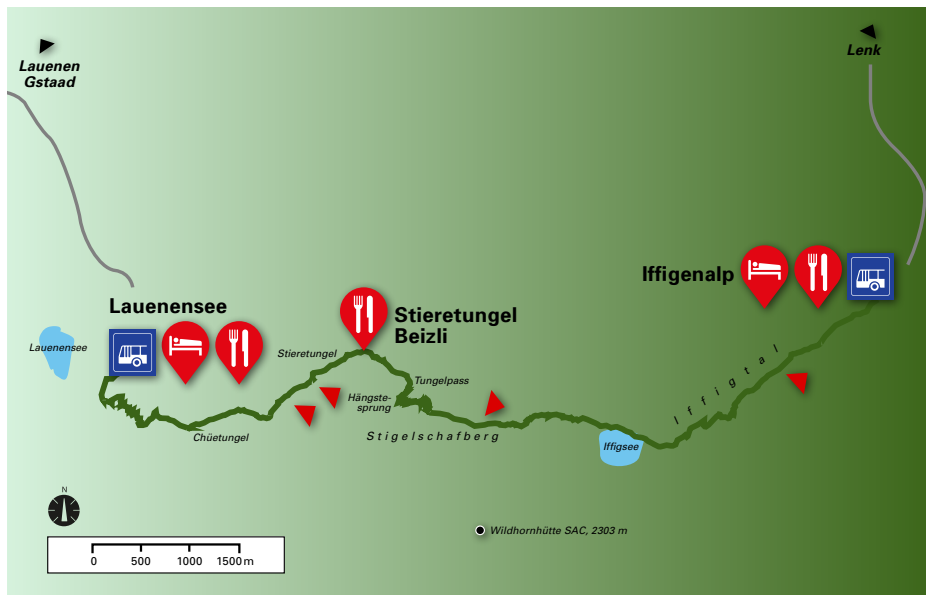 Lauenen
Gstaad
Lenk
Iffigenalp
Lauenensee
Stieretungel
Beizli
Lauenensee
Stieretungel
Tungelpass
Hängste-
sprung
Iffigtal
Chüetungel
Stigelschafberg
Iffigsee
N
Wildhornhütte SAC, 2303 m
0 500 1000 1500 m